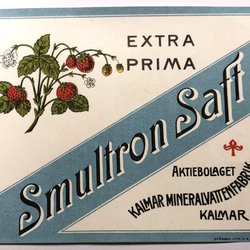 EXTRA
PRIMA
Smultron Saft
AKTIEBOLAGET
KALMAR MINERALVATTENFABRIK
KALMAR